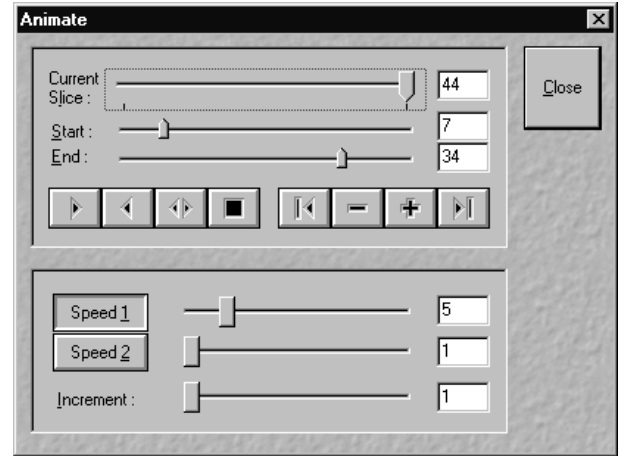 Animate
Current
Slice :
44
Close
Start :
7
End :
34
Speed 1
5
Speed 2
1
Increment :
1